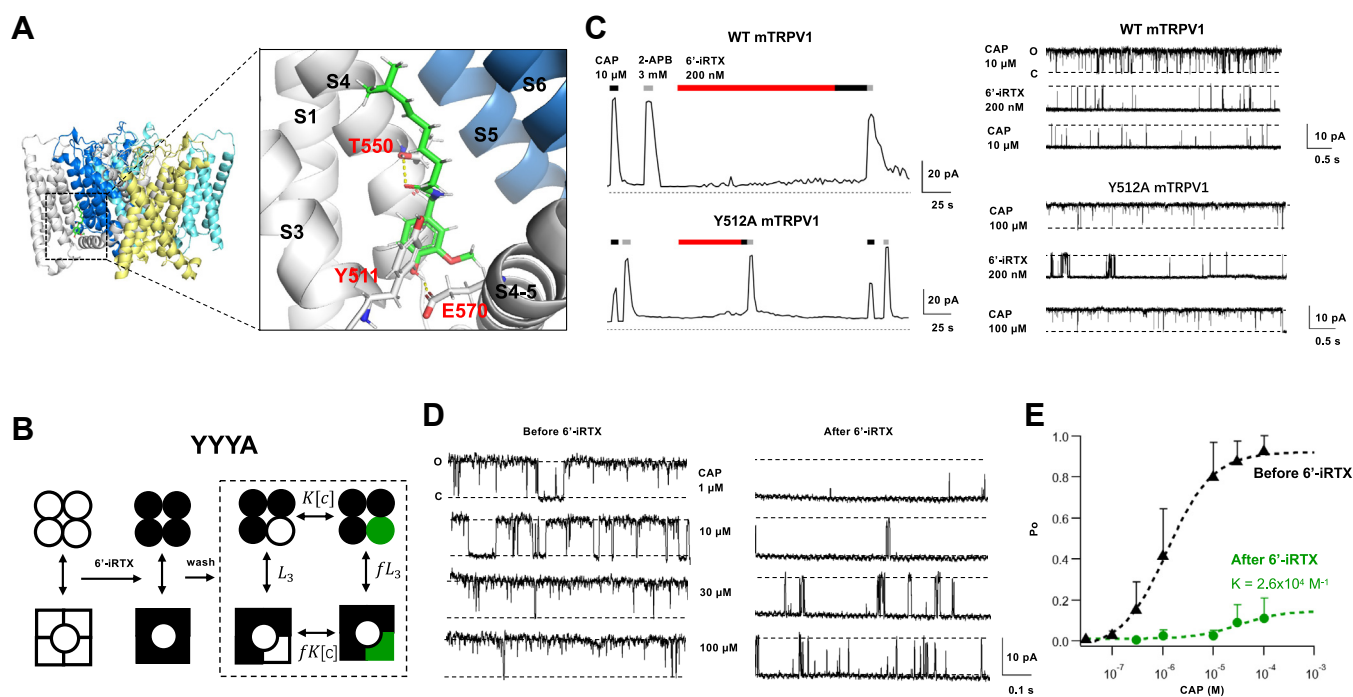 A
S4
S6
S1
S5
T550
S3
Y511
S4-5
E570
B
YYYA
K[c]
6'-iRTX
wash
L₃
fL₃
fK[c]
C
WT mTRPV1
CAP 2-APB 6'-iRTX
10 µM 3 mM 200 nM
20 pA
25 s
Y512A mTRPV1
20 pA
25 s
WT mTRPV1
CAP
10 µM
O
C
6'-iRTX
200 nM
CAP
10 µM
10 pA
0.5 s
Y512A mTRPV1
CAP
100 µM
6'-iRTX
200 nM
CAP
100 µM
10 pA
0.5 s
D
Before 6'-iRTX
After 6'-iRTX
O
C
CAP
1 µM
10 µM
30 µM
100 µM
10 pA
0.1 s
E
1.0
0.8
0.6
0.4
0.2
0.0
Po
Before 6'-iRTX
After 6'-iRTX
K = 2.6x10⁴ M⁻¹
10⁻⁷ 10⁻⁶ 10⁻⁵ 10⁻⁴ 10⁻³
CAP (M)